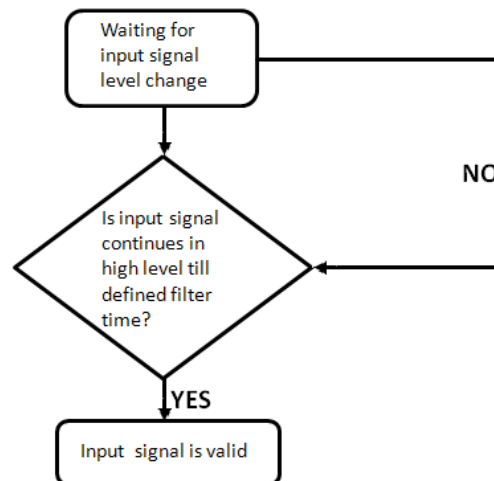 Waiting for
input signal
level change
NO
Is input signal
continues in
high level till
defined filter
time?
YES
Input signal is valid